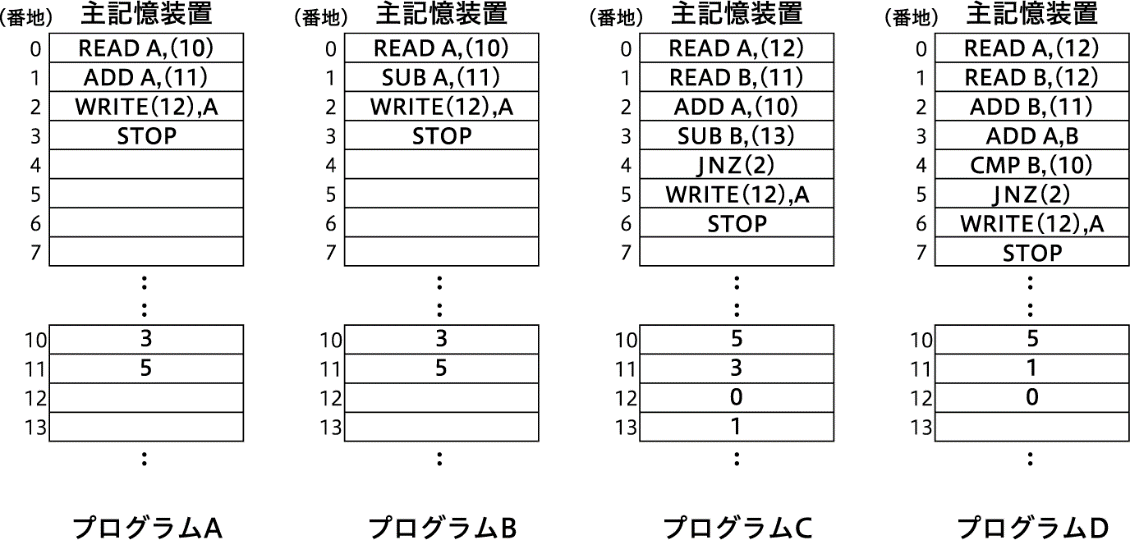 (番地) 主記憶装置
0 READ A,(10)
1 ADD A,(11)
2 WRITE(12),A
3 STOP
4
5
6
7
:
:
10 3
11 5
12
13
:
プログラムA
(番地) 主記憶装置
0 READ A,(10)
1 SUB A,(11)
2 WRITE(12),A
3 STOP
4
5
6
7
:
:
10 3
11 5
12
13
:
プログラムB
(番地) 主記憶装置
0 READ A,(12)
1 READ B,(11)
2 ADD A,(10)
3 SUB B,(13)
4 JNZ(2)
5 WRITE(12),A
6 STOP
7
:
:
10 5
11 3
12 0
13 1
:
プログラムC
(番地) 主記憶装置
0 READ A,(12)
1 READ B,(12)
2 ADD B,(11)
3 ADD A,B
4 CMP B,(10)
5 JNZ(2)
6 WRITE(12),A
7 STOP
:
:
10 5
11 1
12 0
13
:
プログラムD